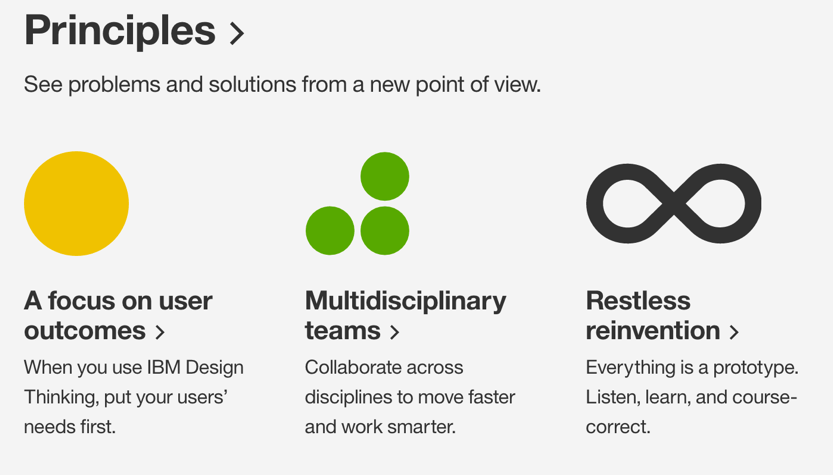 Principles >
See problems and solutions from a new point of view.
A focus on user
outcomes >
When you use IBM Design
Thinking, put your users’
needs first.
Multidisciplinary
teams >
Collaborate across
disciplines to move faster
and work smarter.
Restless
reinvention >
Everything is a prototype.
Listen, learn, and course-
correct.